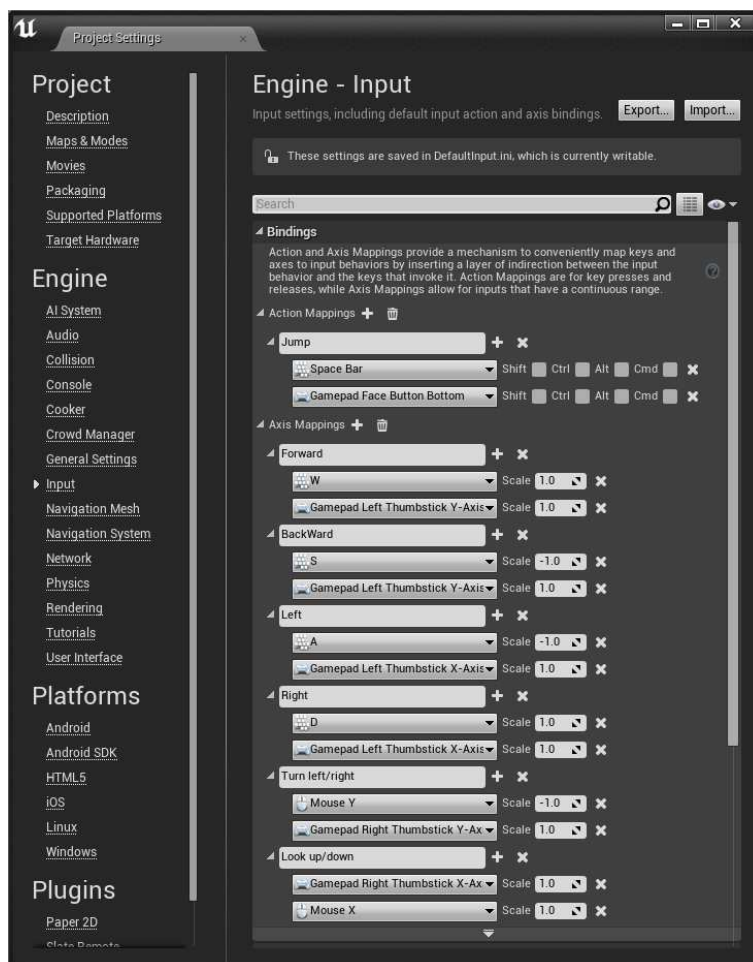 Project Settings
Project
Description
Maps & Modes
Movies
Packaging
Supported Platforms
Target Hardware
Engine
AI System
Audio
Collision
Console
Cooker
Crowd Manager
General Settings
Input
Navigation Mesh
Navigation System
Network
Physics
Rendering
Tutorials
User Interface
Platforms
Android
Android SDK
HTML5
iOS
Linux
Windows
Plugins
Paper 2D
Slate Remote
Engine - Input
Input settings, including default input action and axis bindings.
Export... Import...
These settings are saved in DefaultInput.ini, which is currently writable.
Search
Bindings
Action and Axis Mappings provide a mechanism to conveniently map keys and
axes to input behaviors by inserting a layer of indirection between the input
behavior and the keys that invoke it. Action Mappings are for key presses and
releases, while Axis Mappings allow for inputs that have a continuous range.
Action Mappings
Jump
Space Bar Shift Ctrl Alt Cmd
Gamepad Face Button Bottom Shift Ctrl Alt Cmd
Axis Mappings
Forward
W Scale 1.0
Gamepad Left Thumbstick Y-Axis Scale 1.0
BackWard
S Scale -1.0
Gamepad Left Thumbstick Y-Axis Scale 1.0
Left
A Scale -1.0
Gamepad Left Thumbstick X-Axis Scale 1.0
Right
D Scale 1.0
Gamepad Left Thumbstick X-Axis Scale 1.0
Turn left/right
Mouse Y Scale -1.0
Gamepad Right Thumbstick Y-Ax Scale 1.0
Look up/down
Gamepad Right Thumbstick X-Ax Scale 1.0
Mouse X Scale 1.0